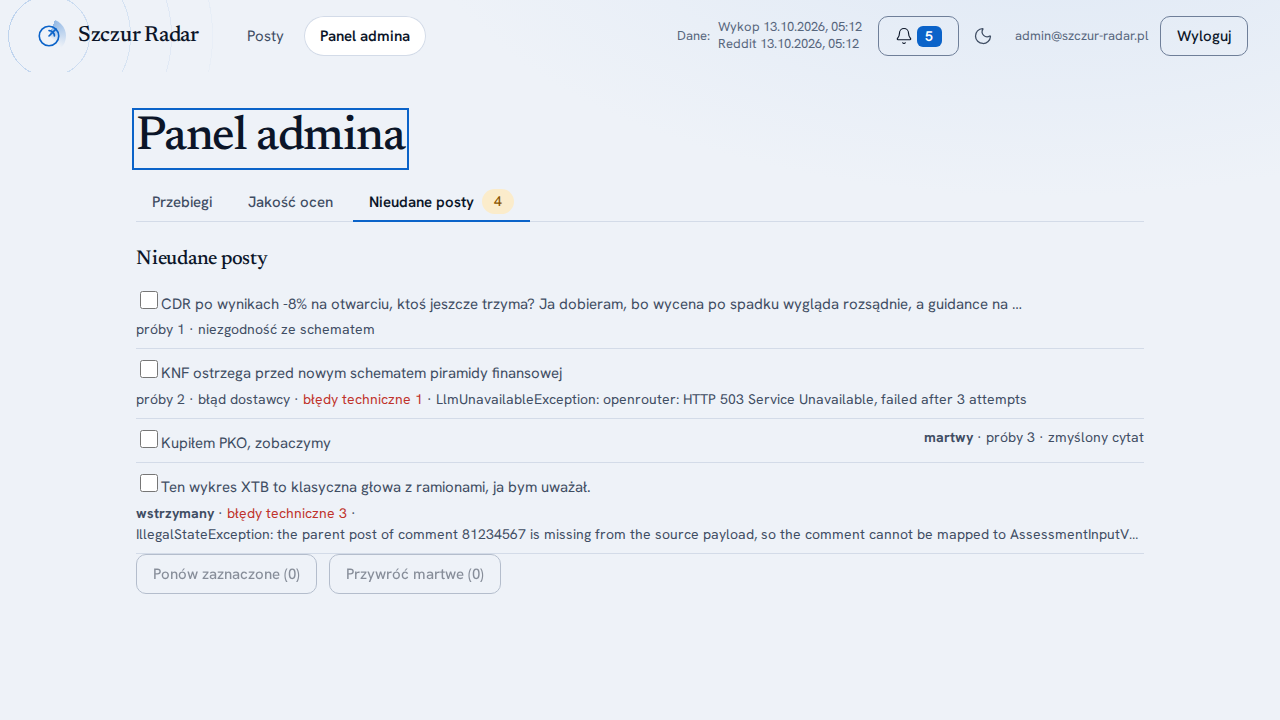 Szczur Radar
Posty
Panel admina
Dane:
Wykop 13.10.2026, 05:12
Reddit 13.10.2026, 05:12
5
admin@szczur-radar.pl
Wyloguj
Panel admina
Przebiegi
Jakość ocen
Nieudane posty 4
Nieudane posty
CDR po wynikach -8% na otwarciu, ktoś jeszcze trzyma? Ja dobieram, bo wycena po spadku wygląda rozsądnie, a guidance na ...
próby 1 · niezgodność ze schematem
KNF ostrzega przed nowym schematem piramidy finansowej
próby 2 · błąd dostawcy · błędy techniczne 1 · LlmUnavailableException: openrouter: HTTP 503 Service Unavailable, failed after 3 attempts
Kupiłem PKO, zobaczymy
martwy · próby 3 · zmyślony cytat
Ten wykres XTB to klasyczna głowa z ramionami, ja bym uważał.
wstrzymany · błędy techniczne 3 ·
IllegalStateException: the parent post of comment 81234567 is missing from the source payload, so the comment cannot be mapped to AssessmentInputV...
Ponów zaznaczone (0)
Przywróć martwe (0)